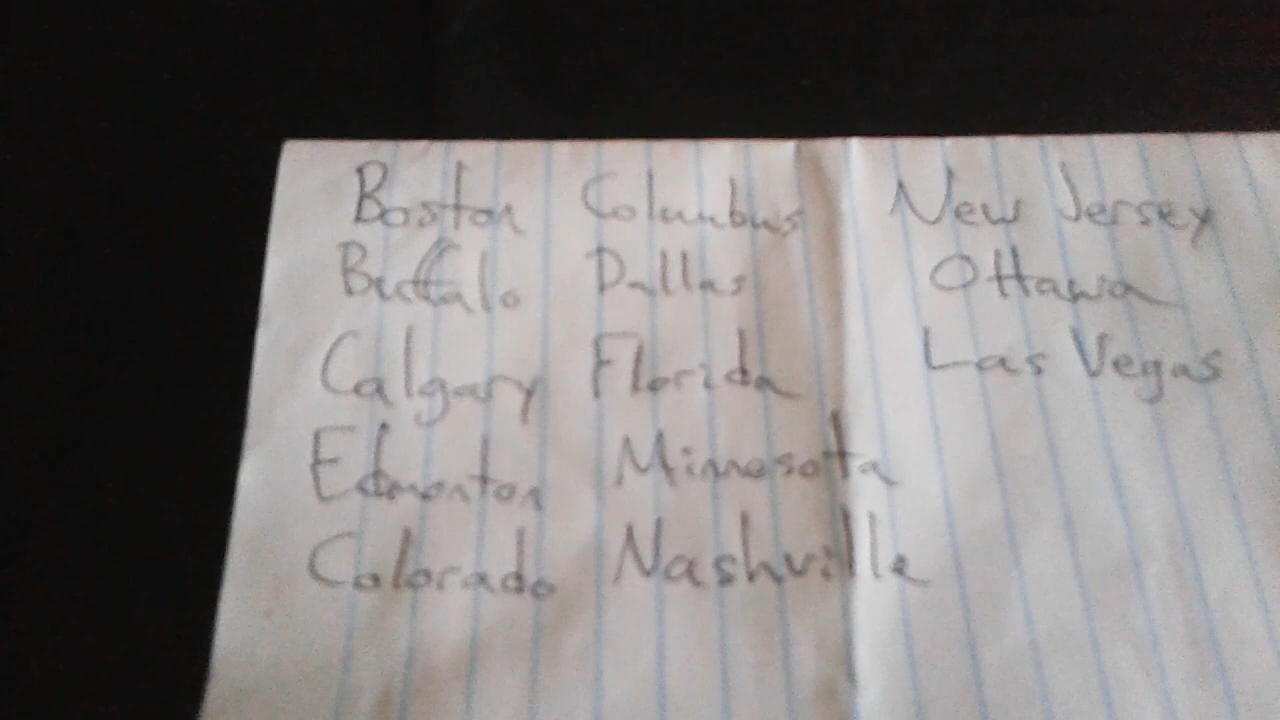 Boston Columbus New Jersey
Buffalo Dallas Ottawa
Calgary Florida Las Vegas
Edmonton Minnesota
Colorado Nashville